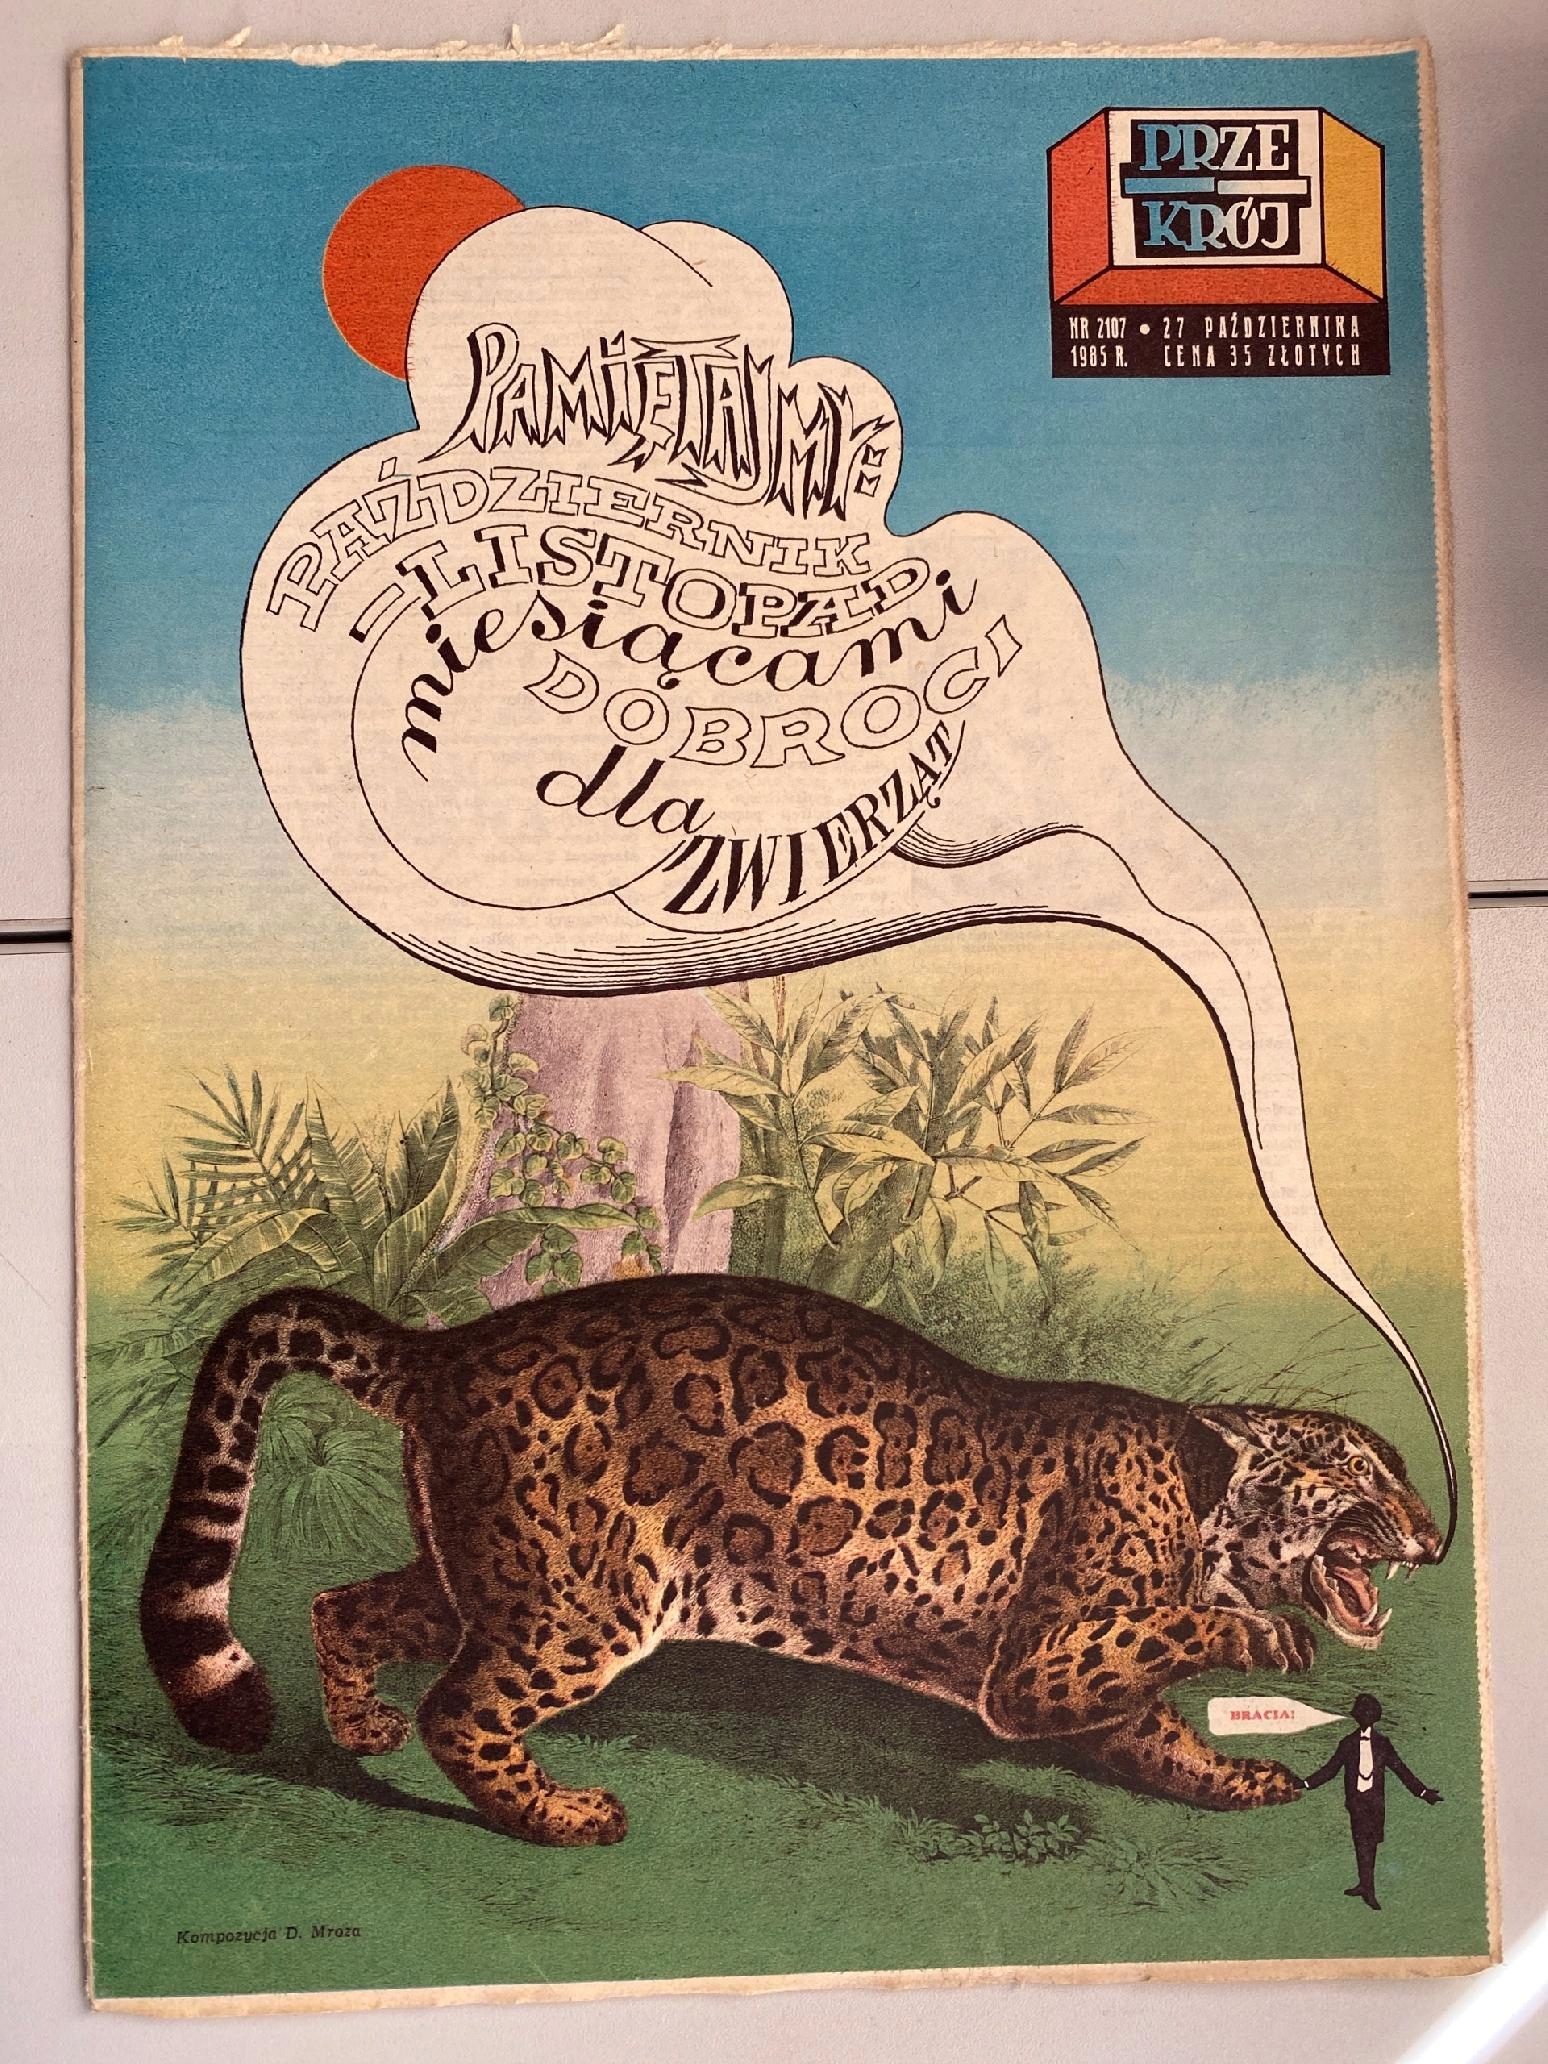 PRZE
KRÓJ
NR 2107 • 27 PAŹDZIERNIKA
1985 R. CENA 35 ZŁOTYCH
PAMIĘTAJMY:
PAŹDZIERNIK
–LISTOPAD
miesiącami
DOBROCI
dla
ZWIERZĄT
BRACIA!
Kompozycja D. Mroza